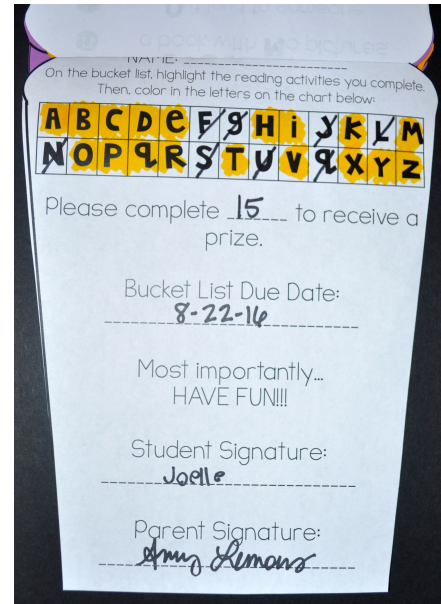 NAME:
On the bucket list, highlight the reading activities you complete.
Then, color in the letters on the chart below:
A B C D e F g H i J K L M
N O P q R S T U V q X Y Z
Please complete 15 to receive a
prize.
Bucket List Due Date:
8-22-16
Most importantly...
HAVE FUN!!!
Student Signature:
Joelle
Parent Signature:
Amy Lemons